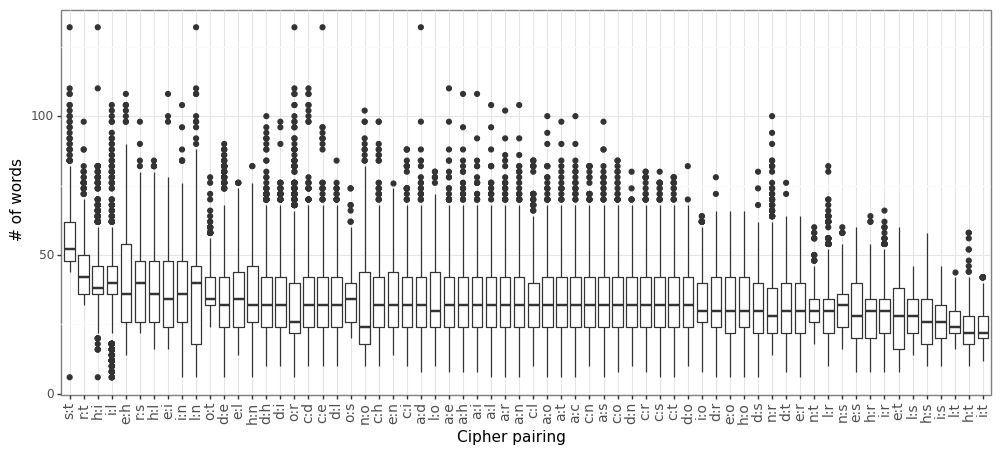 # of words
100
50
0
s:t r:t h:i i:l e:h r:s h:l e:i i:n l:n o:t d:e e:l h:n d:h d:i o:r c:d c:e d:l o:s n:o c:h e:n c:i a:d l:o a:e a:h a:i a:l a:r a:n c:l a:o a:t a:c c:n a:s c:o d:n c:r c:s c:t d:o i:o d:r e:o h:o d:s n:r d:t e:r n:t l:r n:s e:s h:r i:r e:t l:s h:s i:s l:t h:t i:t
Cipher pairing